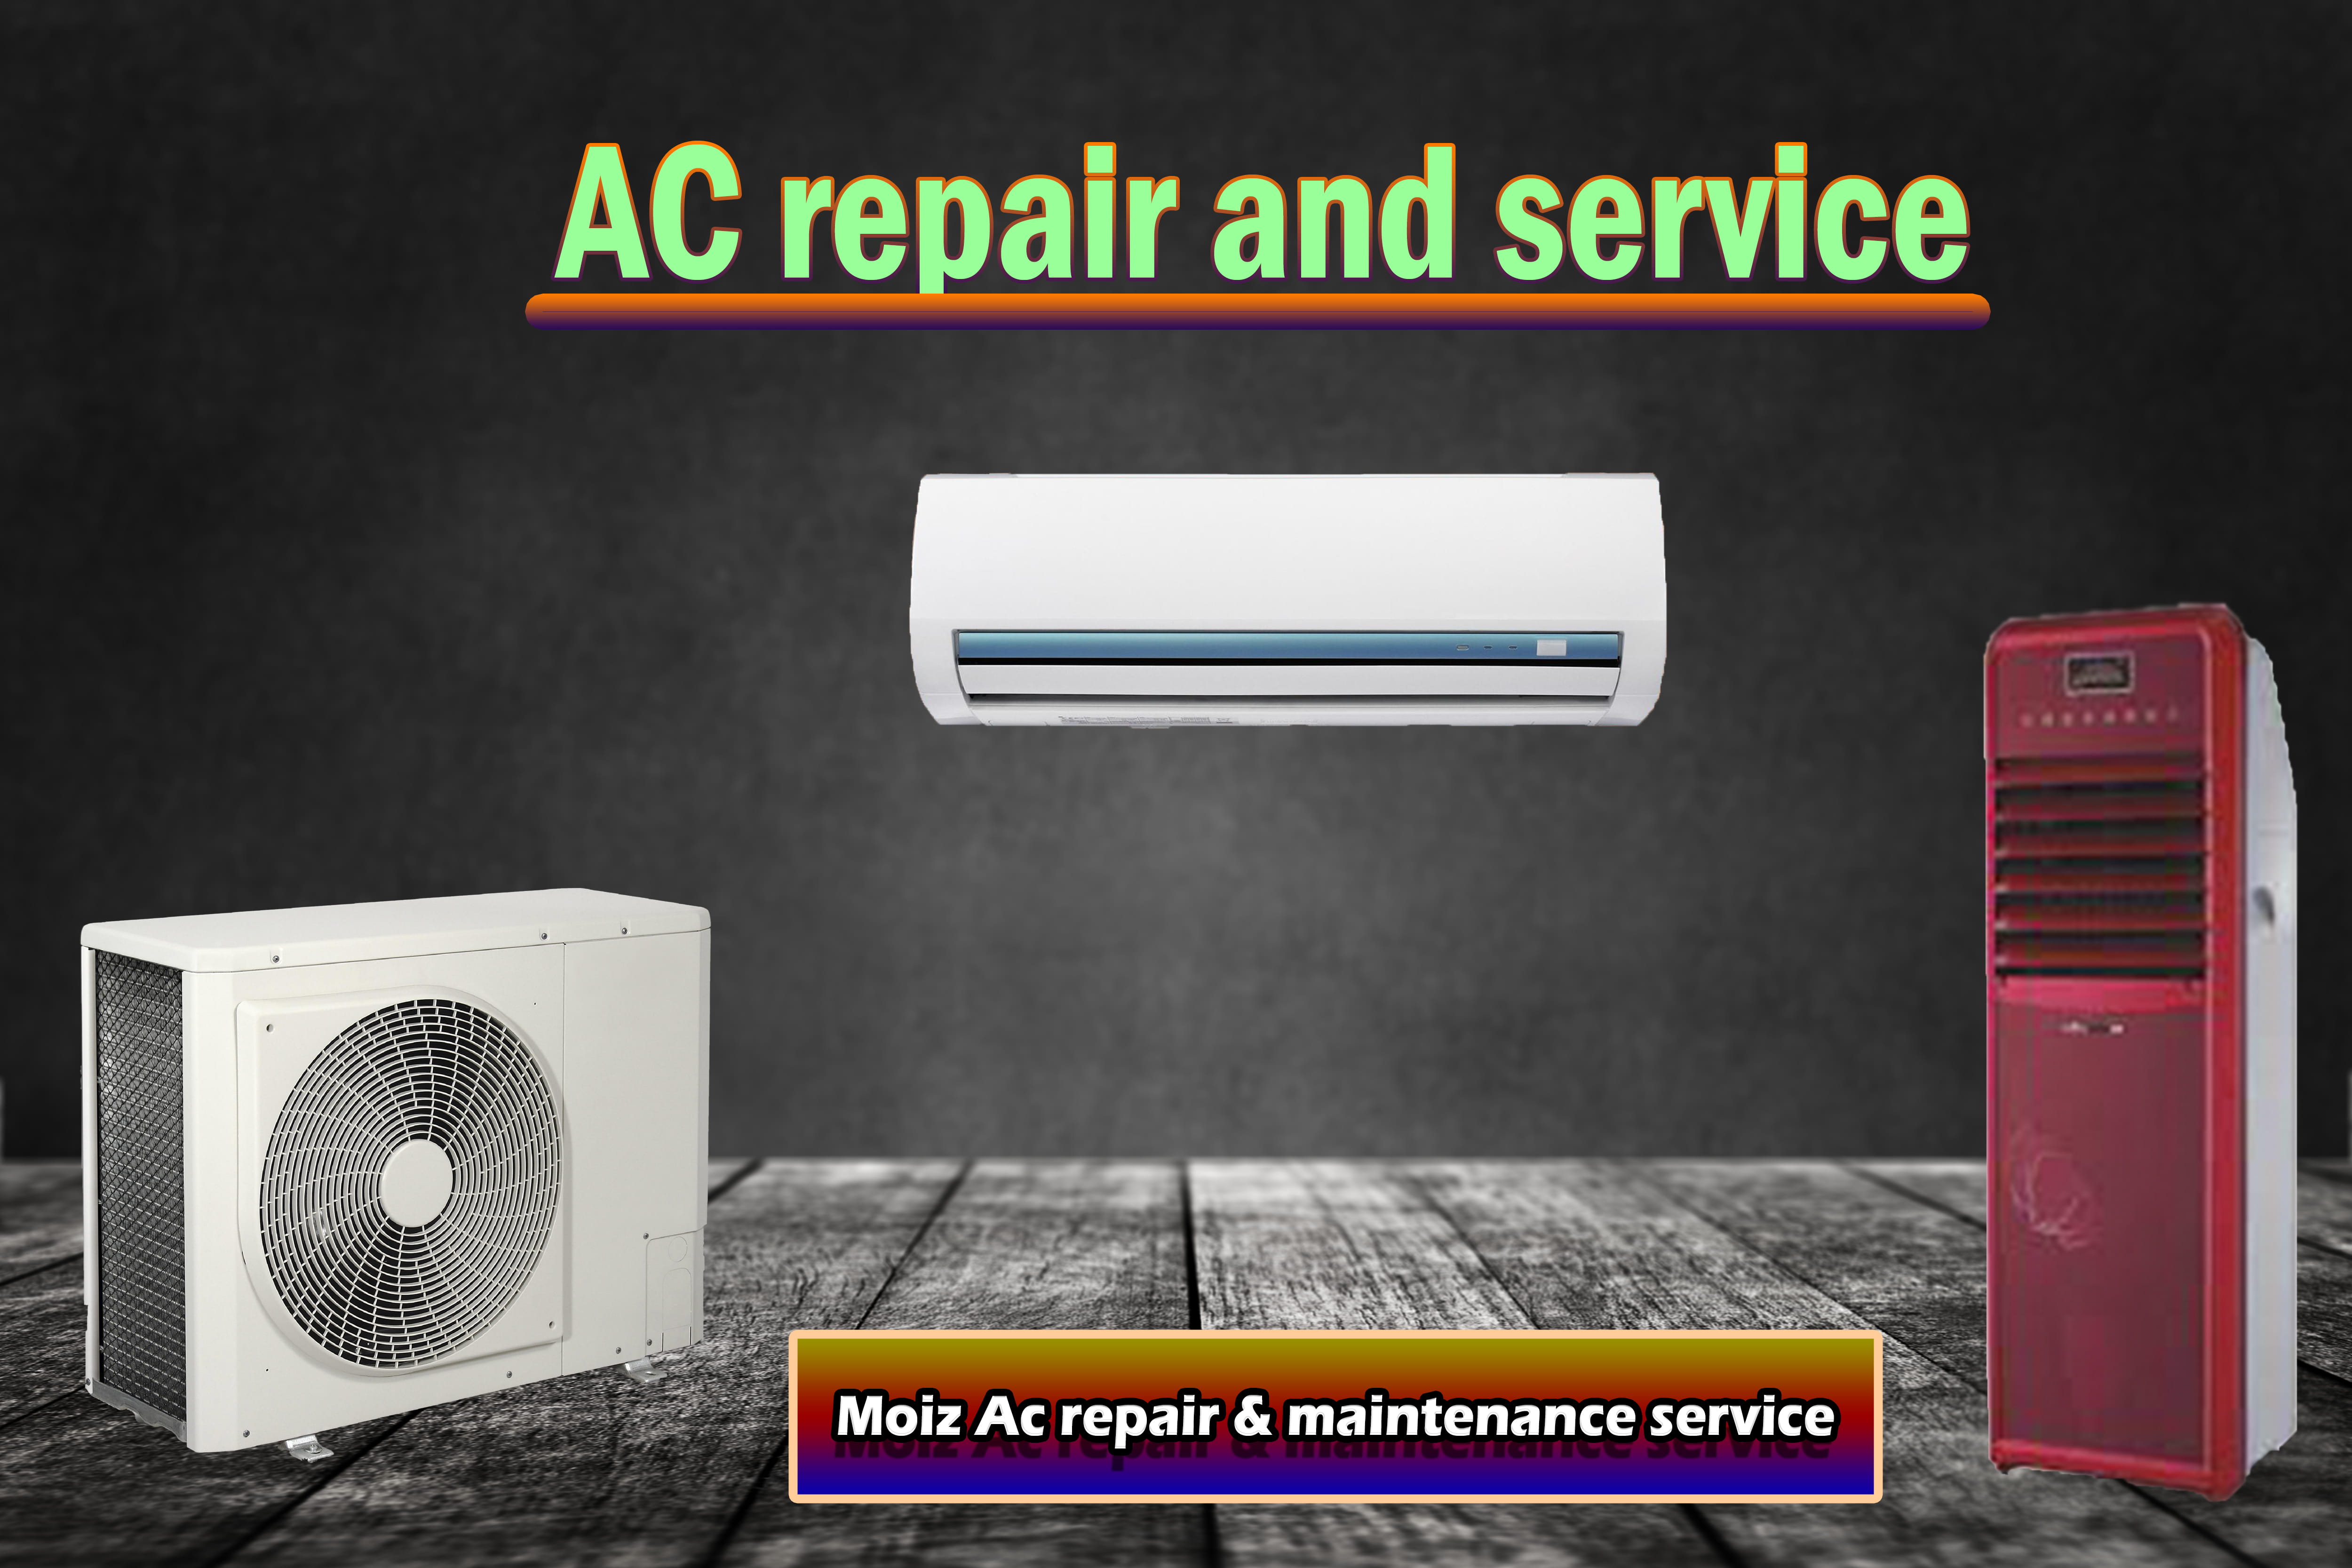 AC repair and service
Moiz Ac repair & maintenance service